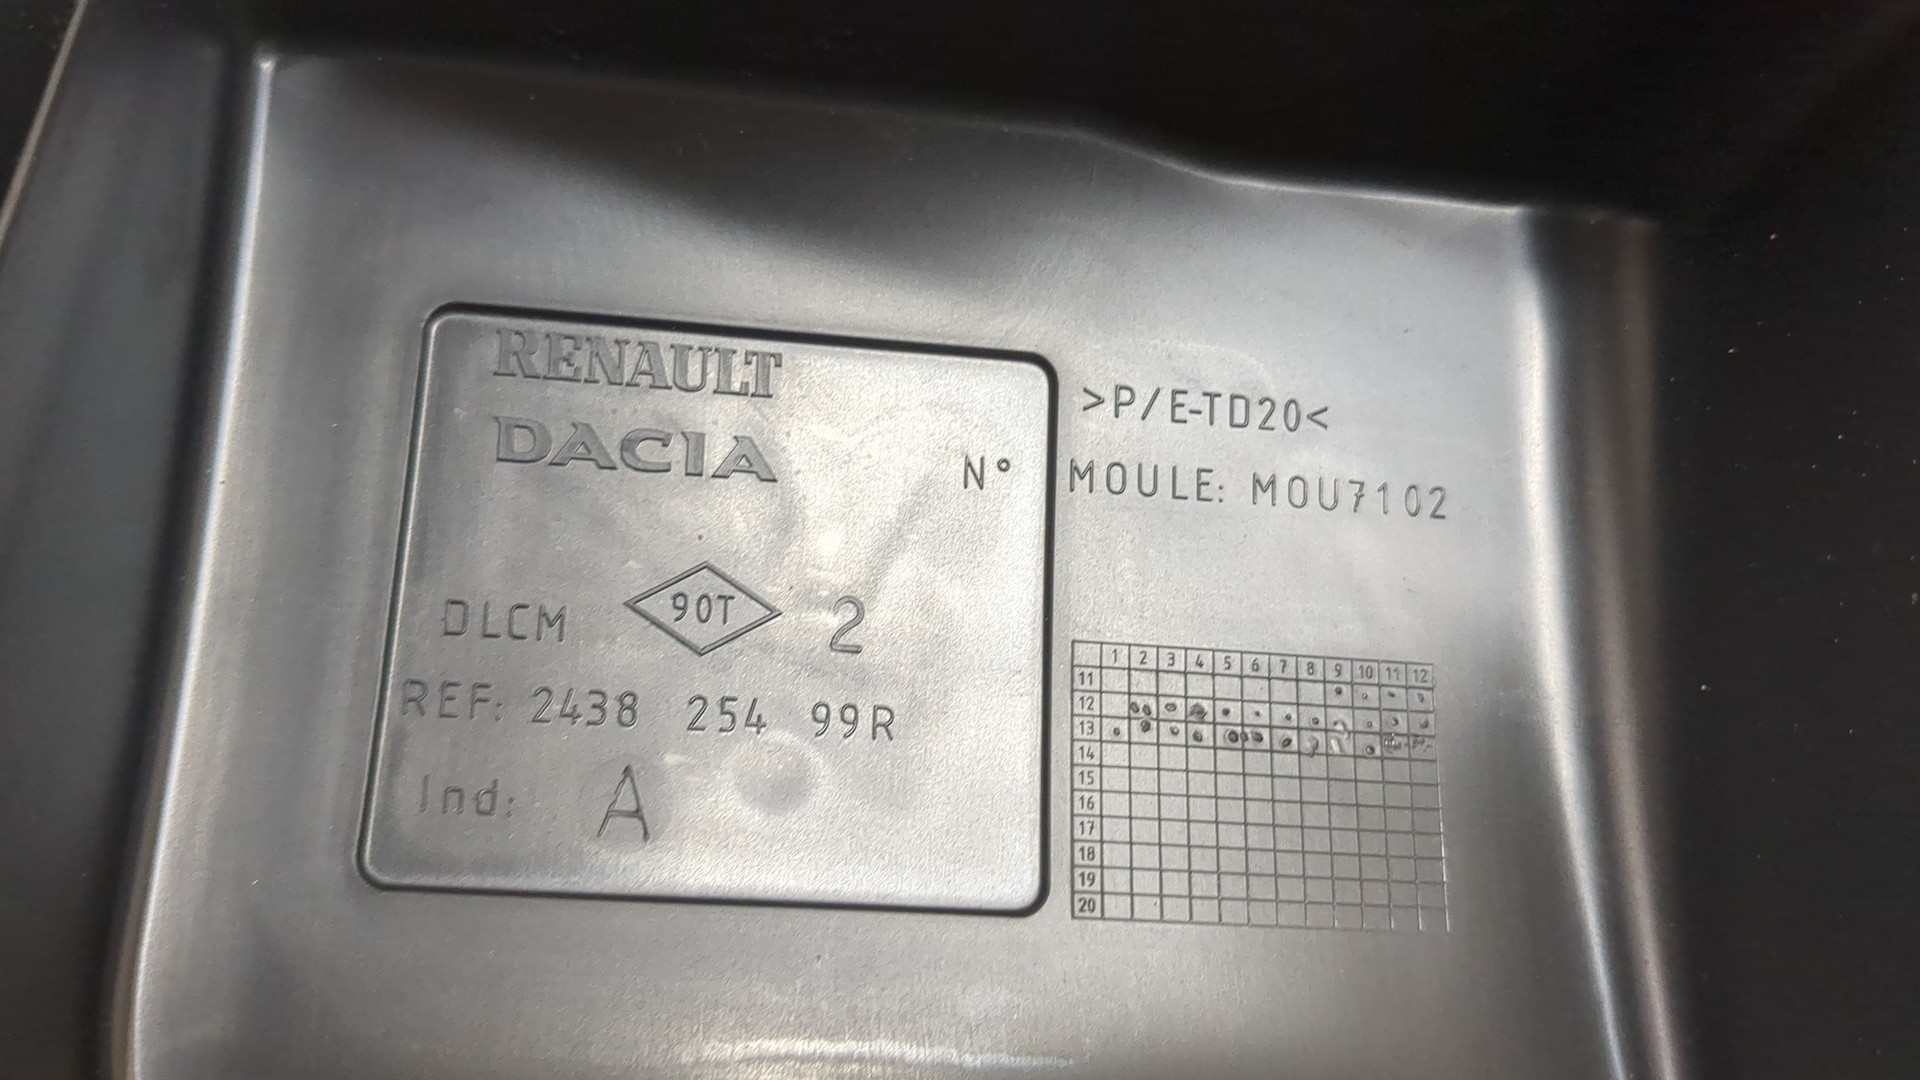 RENAULT
DACIA
>P/E-TD20<
N° MOULE: MOU7102
DLCM 90T 2
REF: 2438 254 99R
Ind: A
1 2 3 4 5 6 7 8 9 10 11 12
11
12
13
14
15
16
17
18
19
20